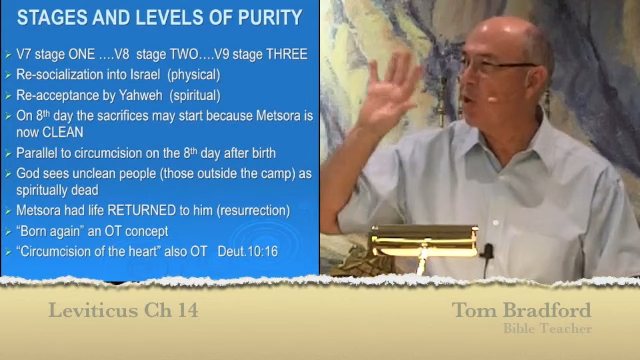 STAGES AND LEVELS OF PURITY
➢ V7 stage ONE ….V8 stage TWO….V9 stage THREE
➢ Re-socialization into Israel (physical)
➢ Re-acceptance by Yahweh (spiritual)
➢ On 8th day the sacrifices may start because Metsora is
now CLEAN
➢ Parallel to circumcision on the 8th day after birth
➢ God sees unclean people (those outside the camp) as
spiritually dead
➢ Metsora had life RETURNED to him (resurrection)
➢ “Born again” an OT concept
➢ “Circumcision of the heart” also OT Deut.10:16
Leviticus Ch 14
Tom Bradford
Bible Teacher